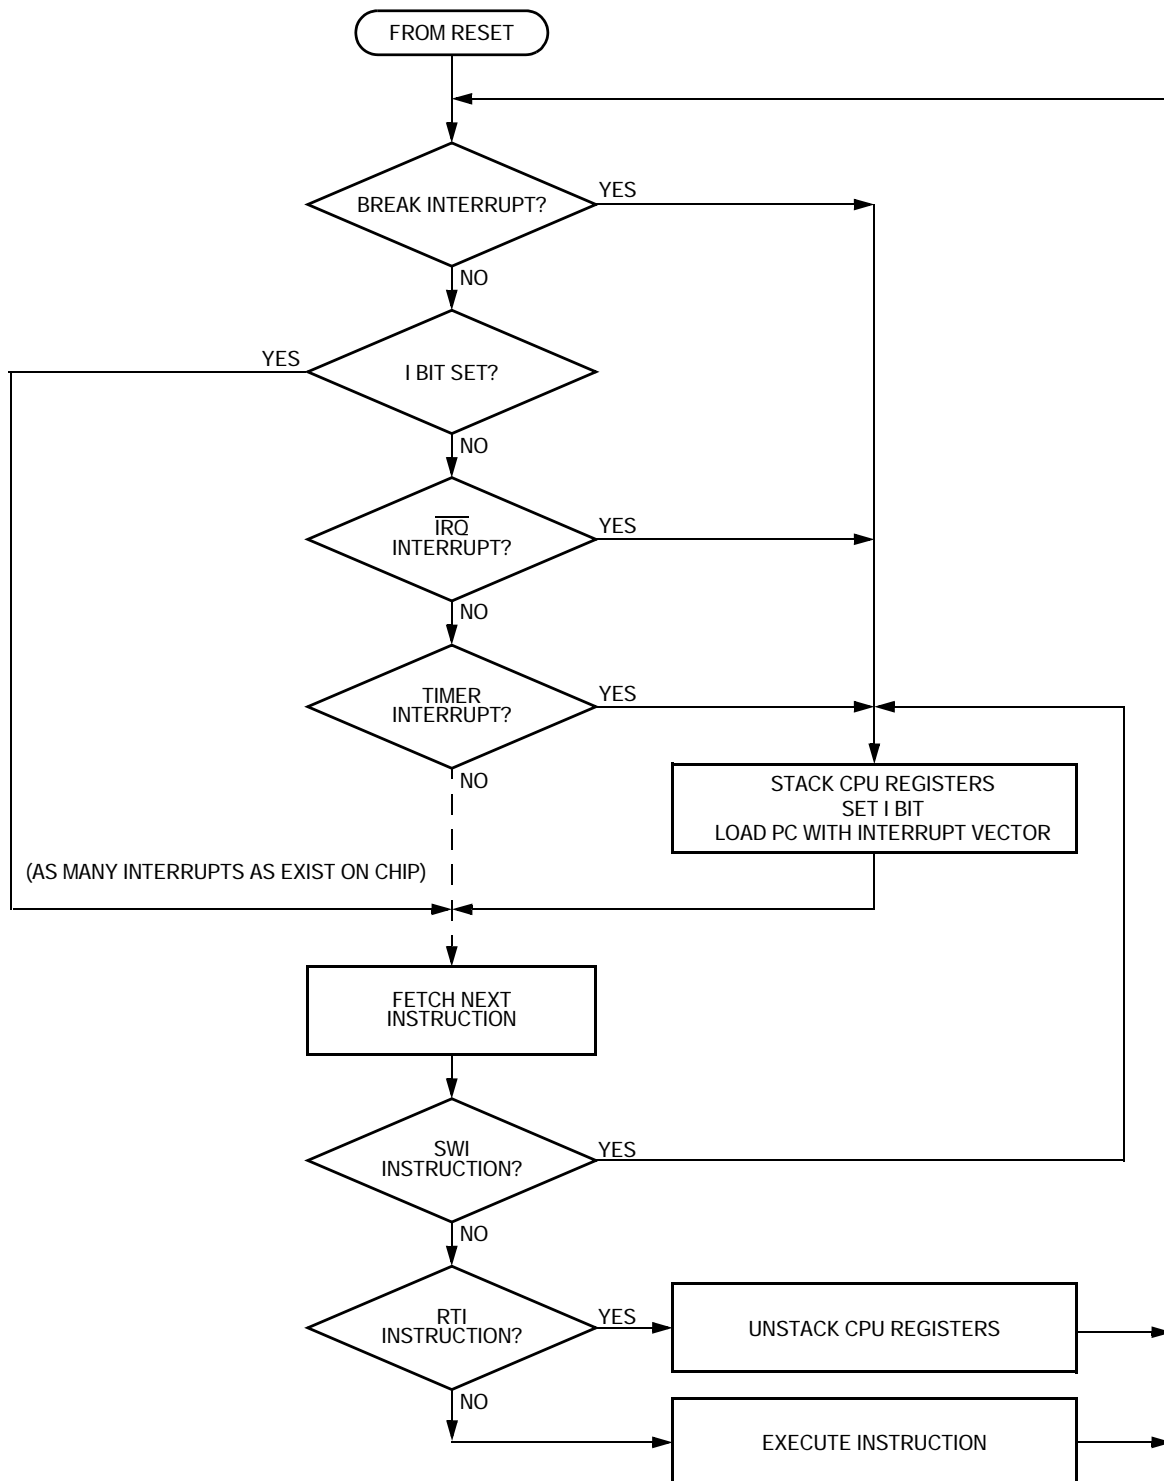 FROM RESET
BREAK INTERRUPT?
YES
NO
I BIT SET?
YES
NO
IRQ
INTERRUPT?
YES
NO
TIMER
INTERRUPT?
YES
NO
STACK CPU REGISTERS
SET I BIT
LOAD PC WITH INTERRUPT VECTOR
(AS MANY INTERRUPTS AS EXIST ON CHIP)
FETCH NEXT
INSTRUCTION
SWI
INSTRUCTION?
YES
NO
RTI
INSTRUCTION?
YES
UNSTACK CPU REGISTERS
NO
EXECUTE INSTRUCTION